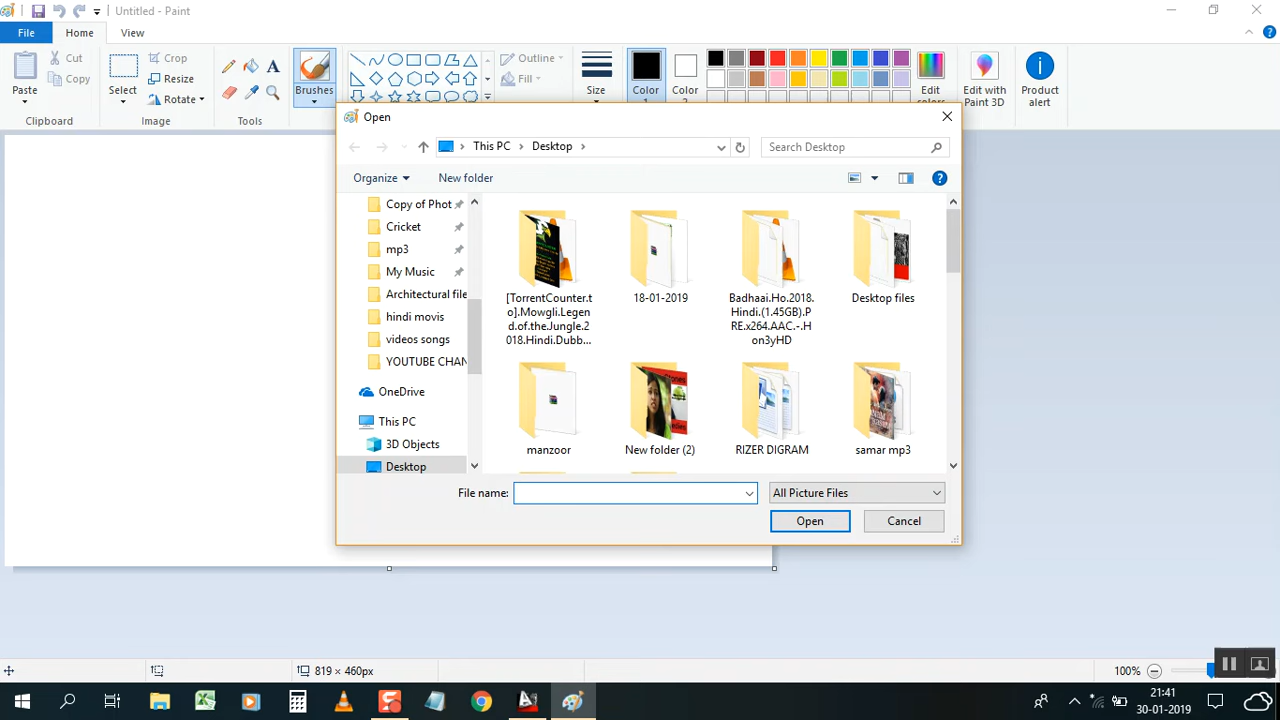 Untitled - Paint
File
Home
View
Paste
Cut
Copy
Clipboard
Select
Crop
Resize
Rotate
Image
A
Tools
Brushes
Outline
Fill
Size
Color
1
Color
2
Edit
colors
Edit with
Paint 3D
Product
alert
Open
This PC
Desktop
Search Desktop
Organize
New folder
Copy of Phot
Cricket
mp3
My Music
Architectural file
hindi movis
videos songs
YOUTUBE CHAN
OneDrive
This PC
3D Objects
Desktop
[TorrentCounter.t
o].Mowgli.Legen
d.of.the.Jungle.2
018.Hindi.Dubb...
18-01-2019
Badhaai.Ho.2018.
Hindi.(1.45GB).P
RE.x264.AAC.-.H
on3yHD
Desktop files
manzoor
New folder (2)
RIZER DIGRAM
samar mp3
File name:
All Picture Files
Open
Cancel
819 × 460px
100%
21:41
30-01-2019